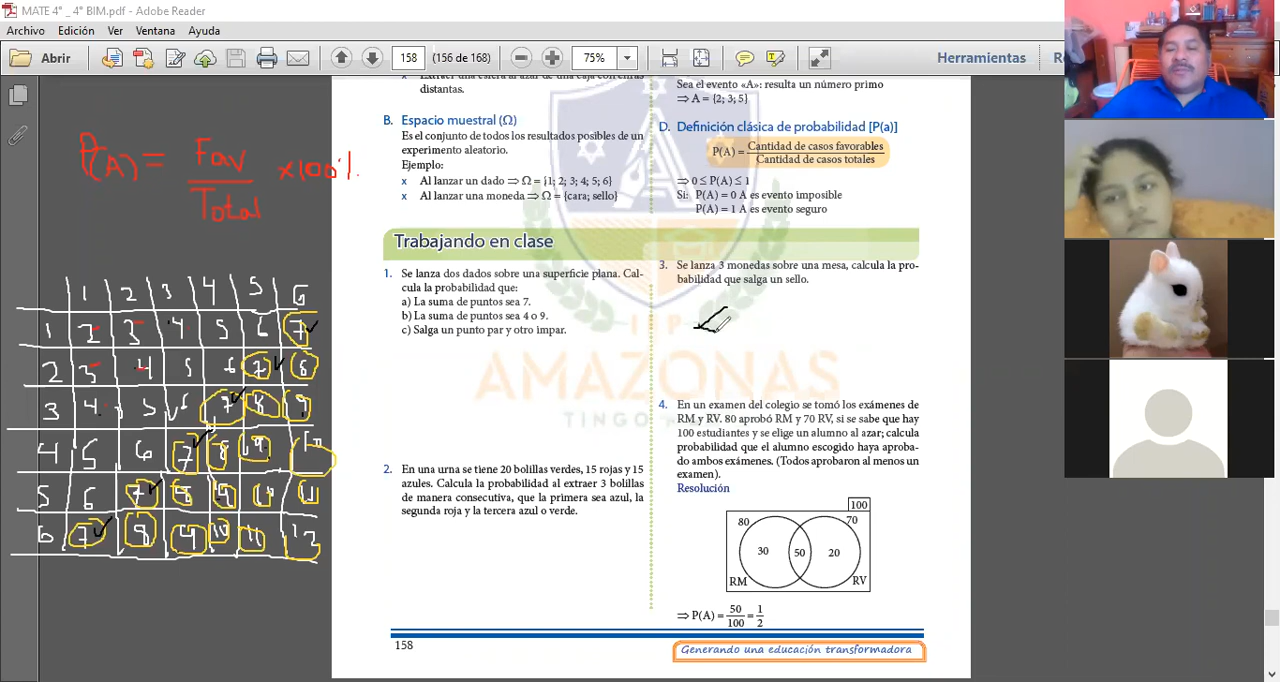 MATE 4° _ 4° BIM.pdf - Adobe Reader
Archivo Edición Ver Ventana Ayuda
Abrir 158 (156 de 168) 75% Herramientas
P(A) = Fav / Total x100%
1 2 3 4 5 6
1 2 3 4 5 6 7
2 3 4 5 6 7 8
3 4 5 6 7 8 9
4 5 6 7 8 9
5 6 7 8 9
6 7 8 9 10 11 12
distantes.
B. Espacio muestral (Ω)
Es el conjunto de todos los resultados posibles de un
experimento aleatorio.
Ejemplo:
x Al lanzar un dado ⇒ Ω = {1; 2; 3; 4; 5; 6}
x Al lanzar una moneda ⇒ Ω = {cara; sello}
Sea el evento «A»: resulta un número primo
⇒ A = {2; 3; 5}
D. Definición clásica de probabilidad [P(a)]
P(A) = Cantidad de casos favorables / Cantidad de casos totales
⇒ 0 ≤ P(A) ≤ 1
Si: P(A) = 0 A es evento imposible
P(A) = 1 A es evento seguro
Trabajando en clase
1. Se lanza dos dados sobre una superficie plana. Cal-
cula la probabilidad que:
a) La suma de puntos sea 7.
b) La suma de puntos sea 4 o 9.
c) Salga un punto par y otro impar.
2. En una urna se tiene 20 bolillas verdes, 15 rojas y 15
azules. Calcula la probabilidad al extraer 3 bolillas
de manera consecutiva, que la primera sea azul, la
segunda roja y la tercera azul o verde.
3. Se lanza 3 monedas sobre una mesa, calcula la pro-
babilidad que salga un sello.
4. En un examen del colegio se tomó los exámenes de
RM y RV. 80 aprobó RM y 70 RV, si se sabe que hay
100 estudiantes y se elige un alumno al azar; calcula
probabilidad que el alumno escogido haya aproba-
do ambos exámenes. (Todos aprobaron al menos un
examen).
Resolución
100
80 70
30 50 20
RM RV
⇒ P(A) = 50/100 = 1/2
I E P
AMAZONAS
TINGO
158
Generando una educación transformadora